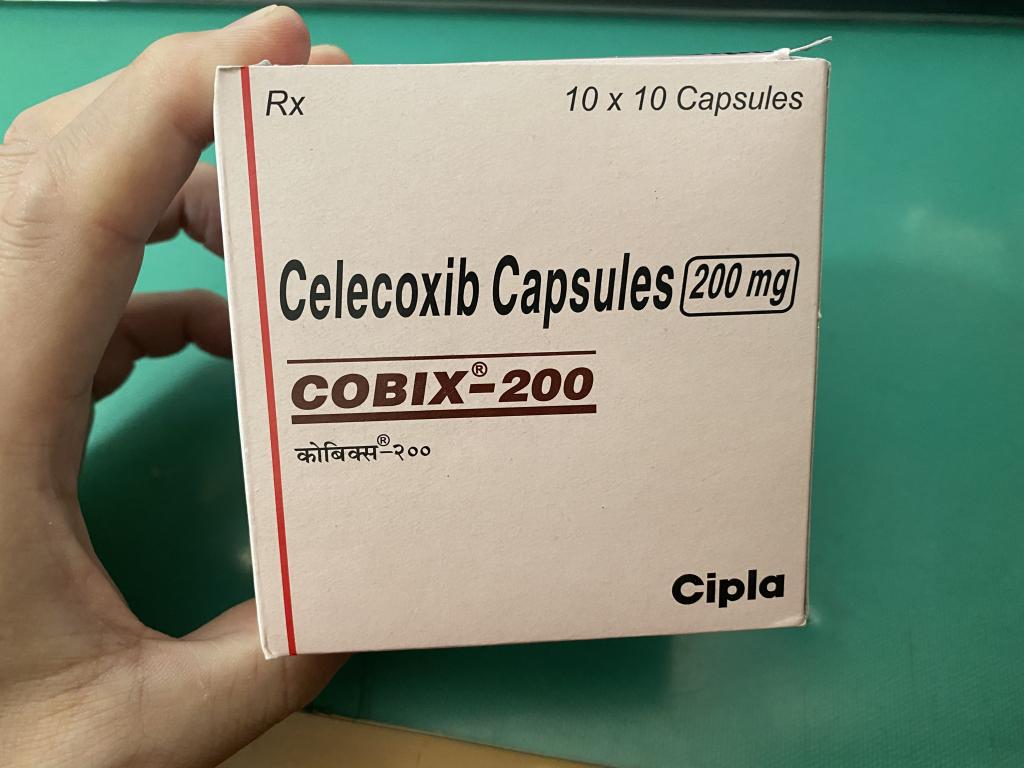 Rx
10 x 10 Capsules
Celecoxib Capsules 200 mg
COBIX®-200
कोबिक्स®-२००
Cipla